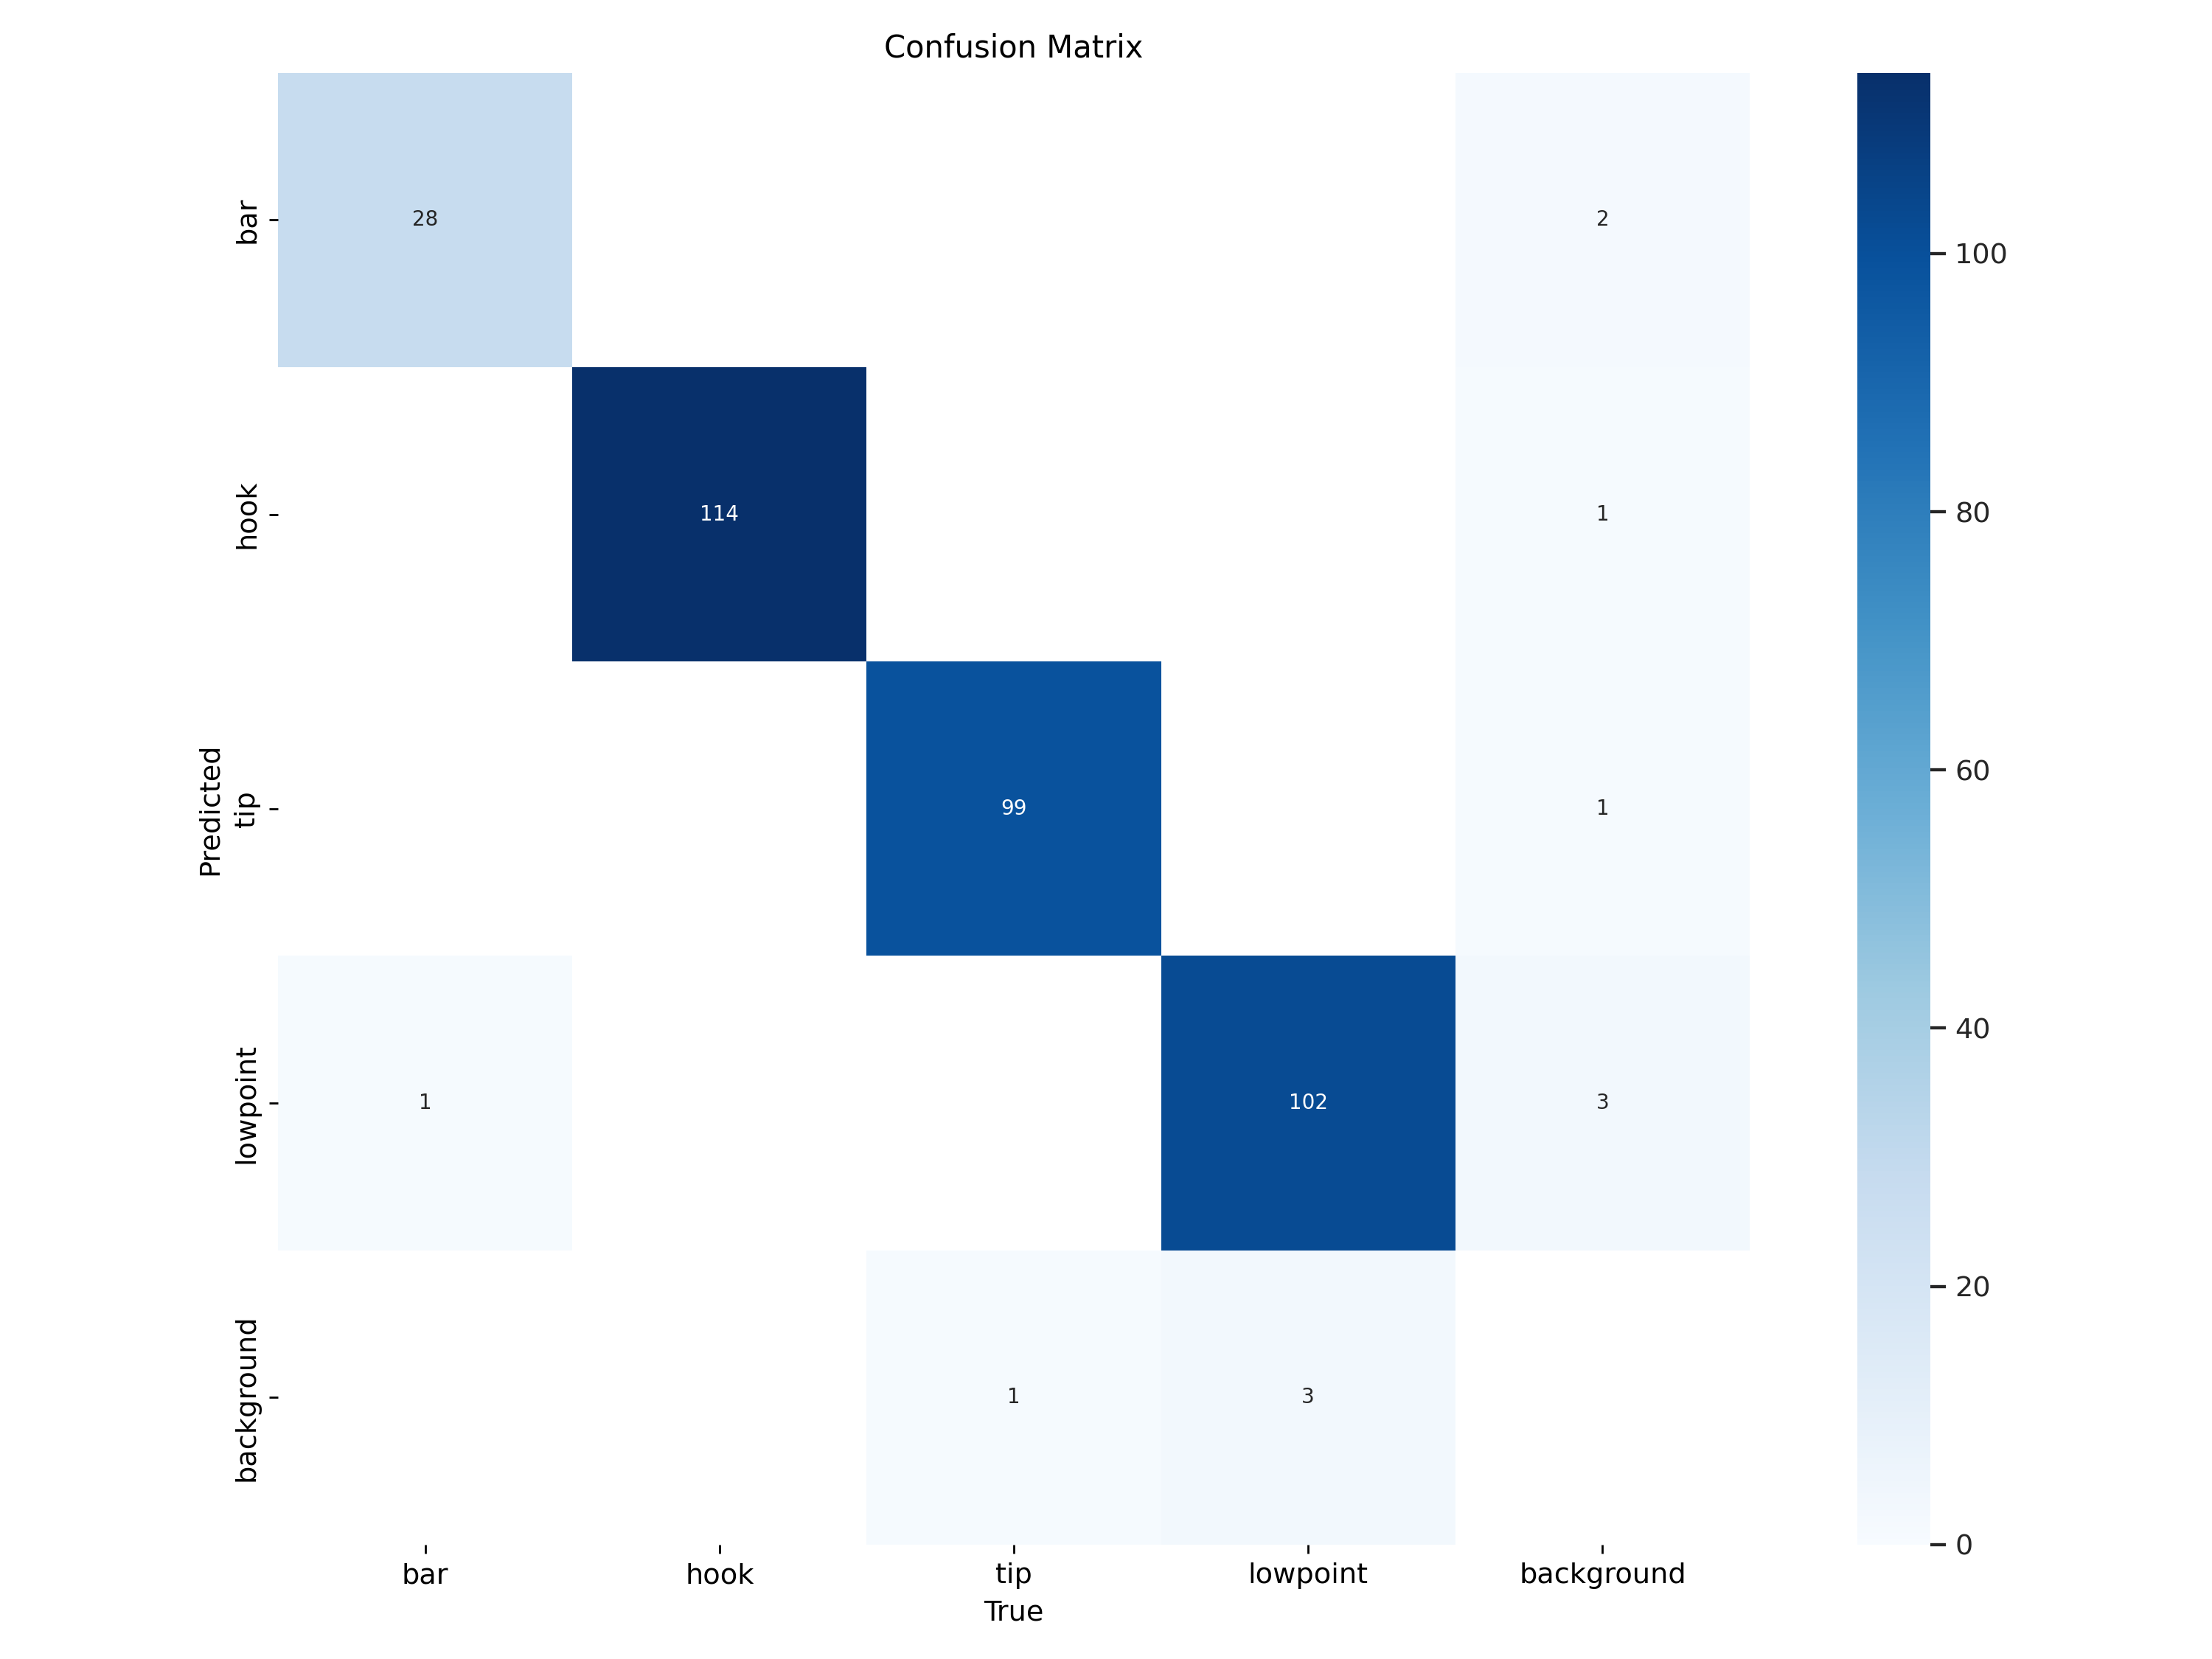 Confusion Matrix
Predicted
bar
28
2
hook
114
1
tip
99
1
lowpoint
1
102
3
background
1
3
bar
hook
tip
lowpoint
background
True
100
80
60
40
20
0